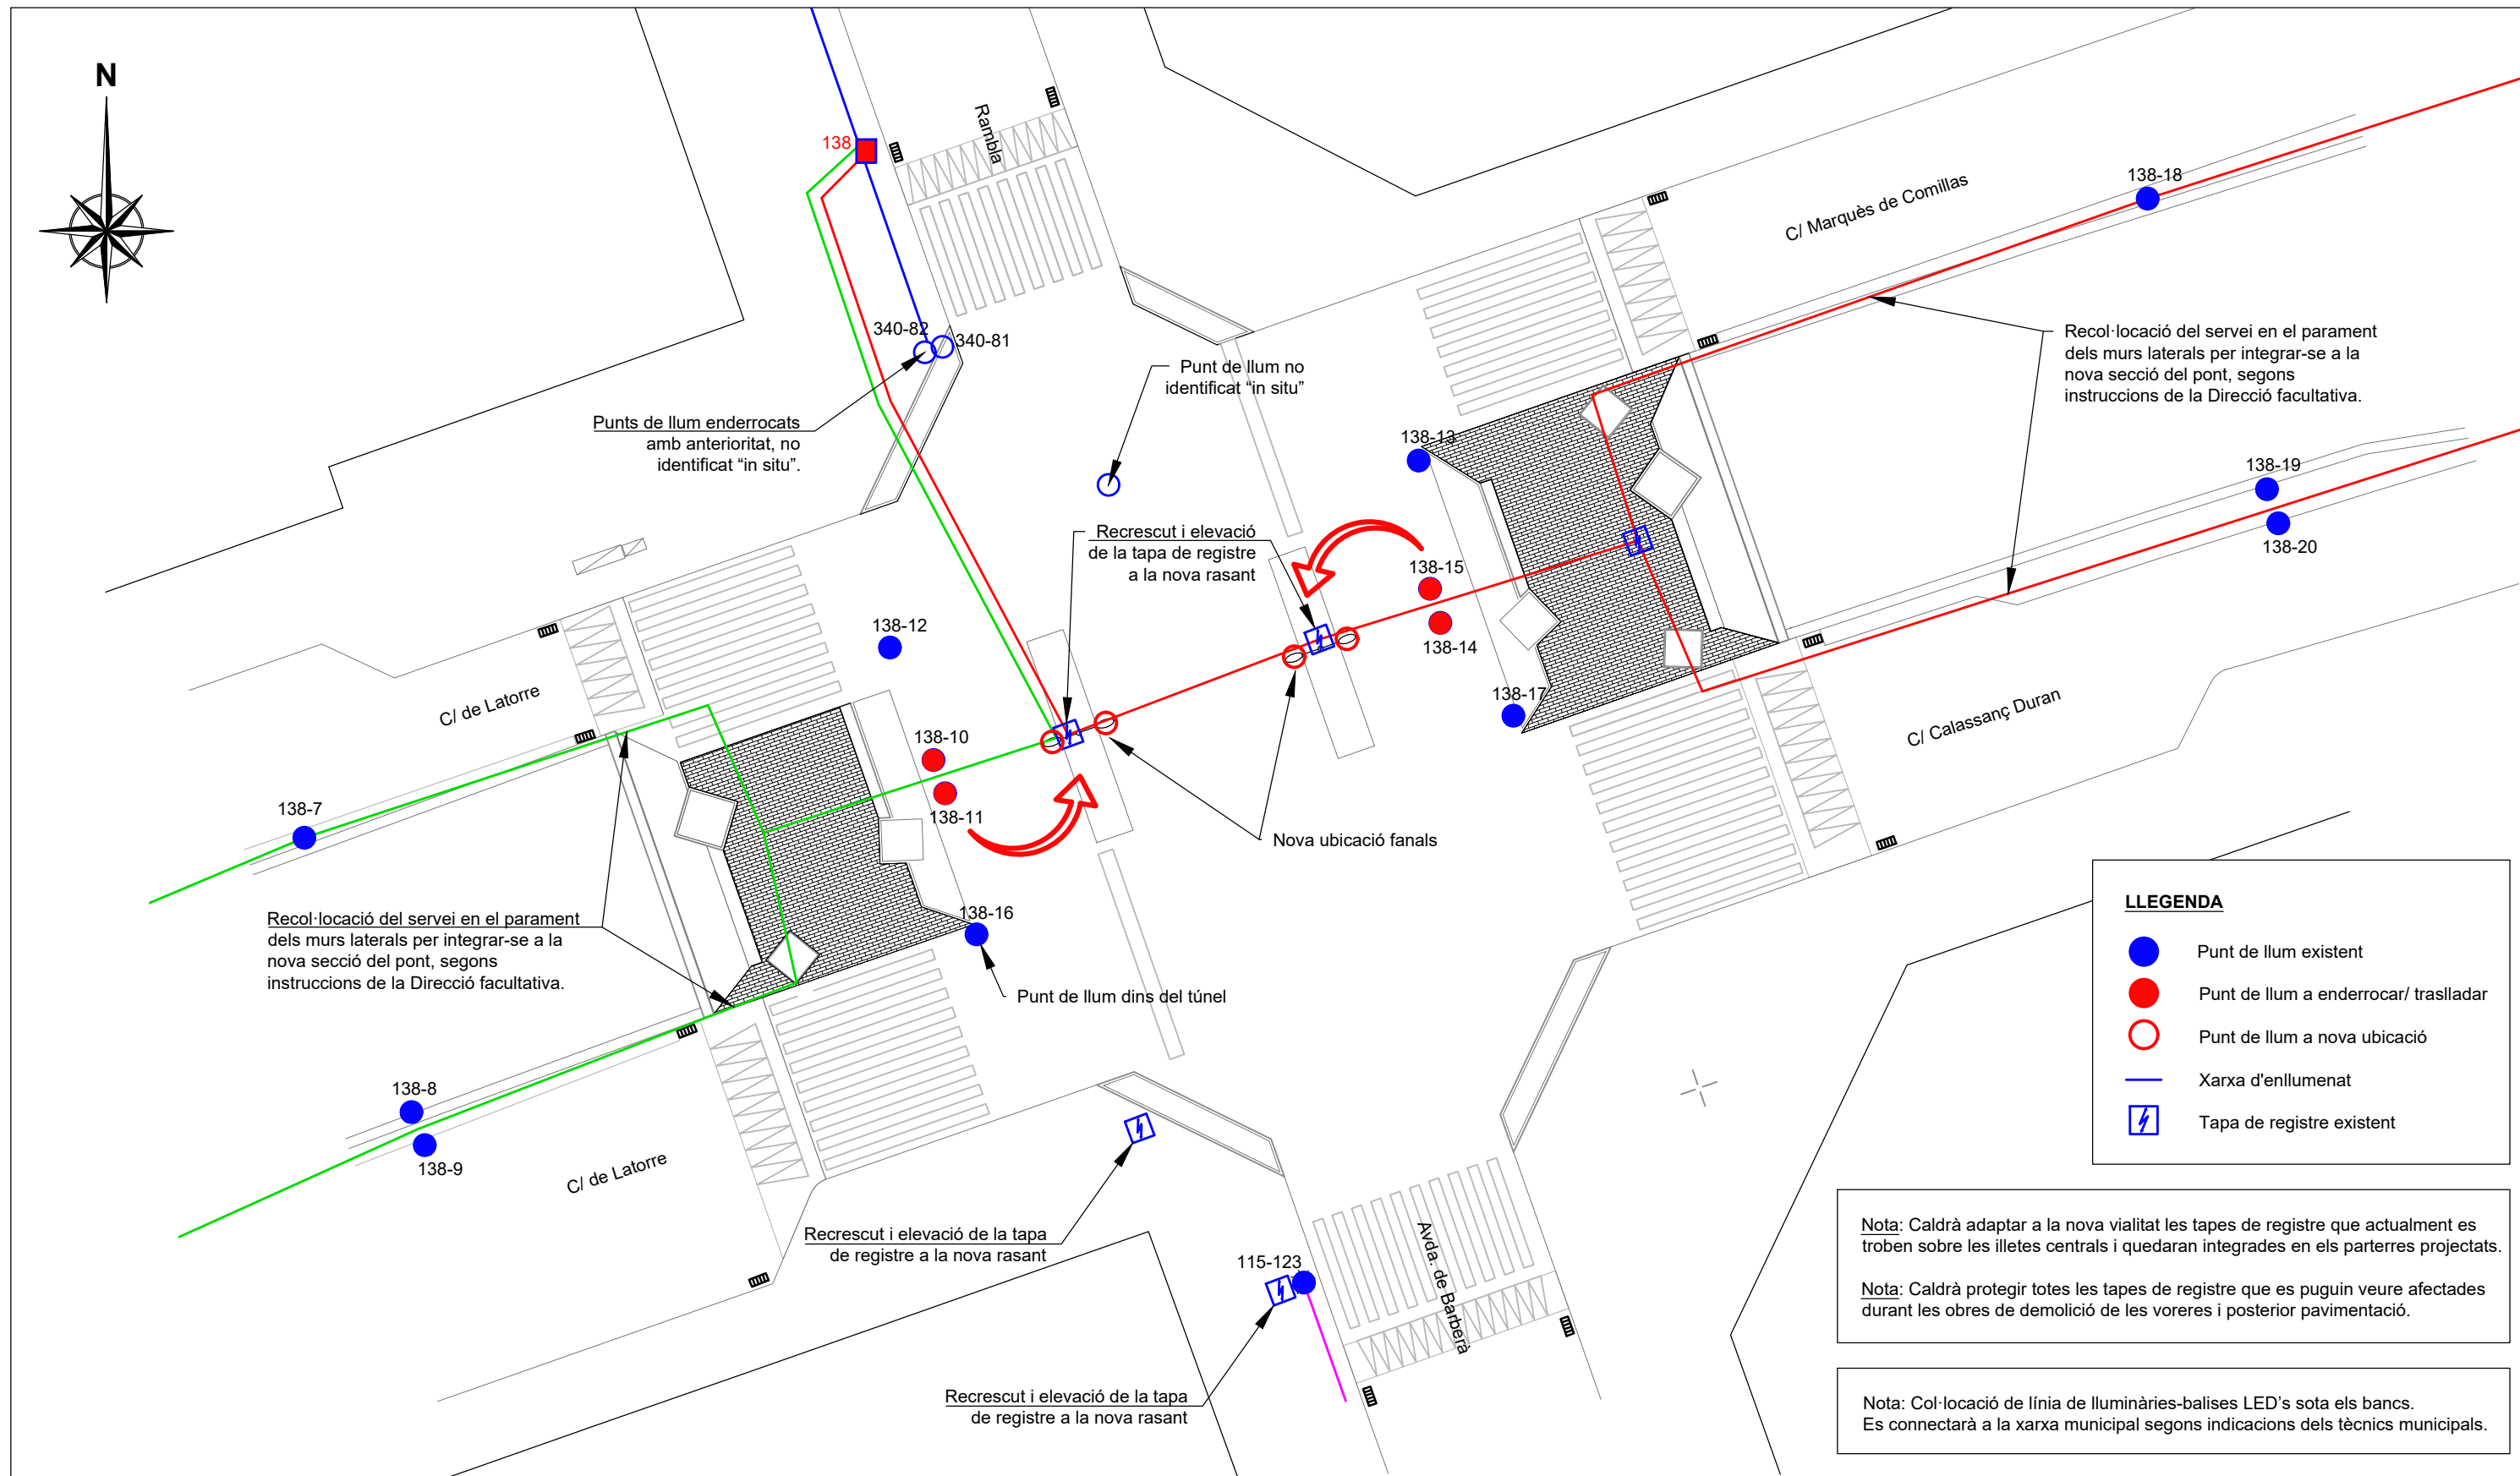 N
138
Rambla
C/ Marquès de Comillas
138-18
340-82
340-81
Punt de llum no
identificat “in situ”
Recol·locació del servei en el parament
dels murs laterals per integrar-se a la
nova secció del pont, segons
instruccions de la Direcció facultativa.
Punts de llum enderrocats
amb anterioritat, no
identificat “in situ”.
138-13
138-19
138-20
Recrescut i elevació
de la tapa de registre
a la nova rasant
138-15
138-14
138-12
138-17
C/ de Latorre
C/ Calassanç Duran
138-10
138-11
138-7
Nova ubicació fanals
Recol·locació del servei en el parament
dels murs laterals per integrar-se a la
nova secció del pont, segons
instruccions de la Direcció facultativa.
138-16
Punt de llum dins del túnel
138-8
138-9
C/ de Latorre
Recrescut i elevació de la tapa
de registre a la nova rasant
115-123
Avda. de Barberà
Recrescut i elevació de la tapa
de registre a la nova rasant
LLEGENDA
Punt de llum existent
Punt de llum a enderrocar/ traslladar
Punt de llum a nova ubicació
Xarxa d'enllumenat
Tapa de registre existent
Nota: Caldrà adaptar a la nova vialitat les tapes de registre que actualment es
troben sobre les illetes centrals i quedaran integrades en els parterres projectats.
Nota: Caldrà protegir totes les tapes de registre que es puguin veure afectades
durant les obres de demolició de les voreres i posterior pavimentació.
Nota: Col·locació de línia de lluminàries-balises LED’s sota els bancs.
Es connectarà a la xarxa municipal segons indicacions dels tècnics municipals.